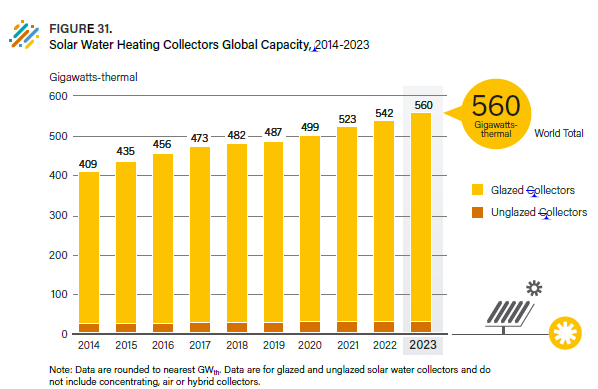 FIGURE 31.
Solar Water Heating Collectors Global Capacity, 2014-2023
Gigawatts-thermal
600
500
400
300
200
100
0
409
435
456
473
482
487
499
523
542
560
2014
2015
2016
2017
2018
2019
2020
2021
2022
2023
560
Gigawatts-
thermal
World Total
Glazed Collectors
Unglazed Collectors
Note: Data are rounded to nearest GWth. Data are for glazed and unglazed solar water collectors and do
not include concentrating, air or hybrid collectors.